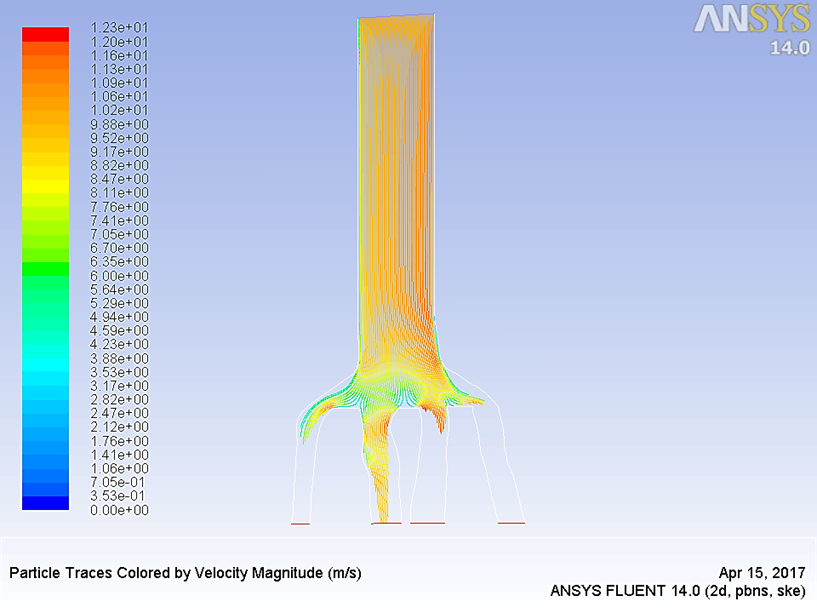 ANSYS
14.0
1.23e+01
1.20e+01
1.16e+01
1.13e+01
1.09e+01
1.06e+01
1.02e+01
9.88e+00
9.52e+00
9.17e+00
8.82e+00
8.47e+00
8.11e+00
7.76e+00
7.41e+00
7.05e+00
6.70e+00
6.35e+00
6.00e+00
5.64e+00
5.29e+00
4.94e+00
4.59e+00
4.23e+00
3.88e+00
3.53e+00
3.17e+00
2.82e+00
2.47e+00
2.12e+00
1.76e+00
1.41e+00
1.06e+00
7.05e-01
3.53e-01
0.00e+00
Particle Traces Colored by Velocity Magnitude (m/s)
Apr 15, 2017
ANSYS FLUENT 14.0 (2d, pbns, ske)